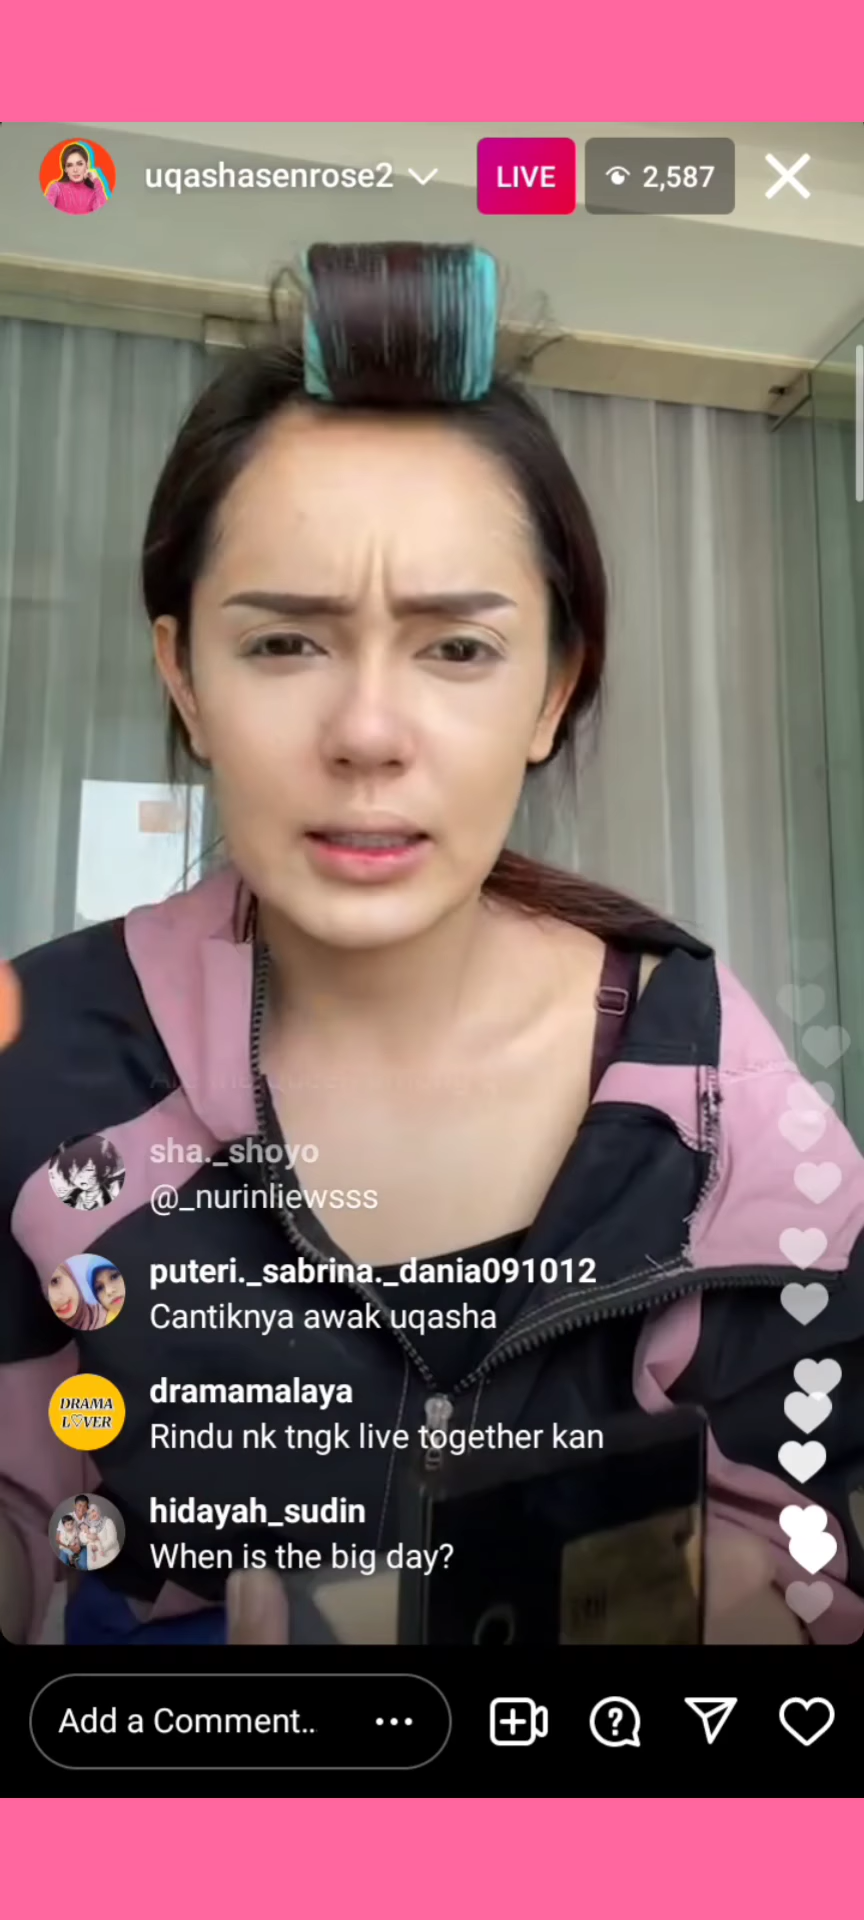 uqashasenrose2
LIVE
2,587
sha._shoyo
@_nurinliewsss
puteri._sabrina._dania091012
Cantiknya awak uqasha
DRAMA
L♡VER
dramamalaya
Rindu nk tngk live together kan
hidayah_sudin
When is the big day?
Add a Comment..